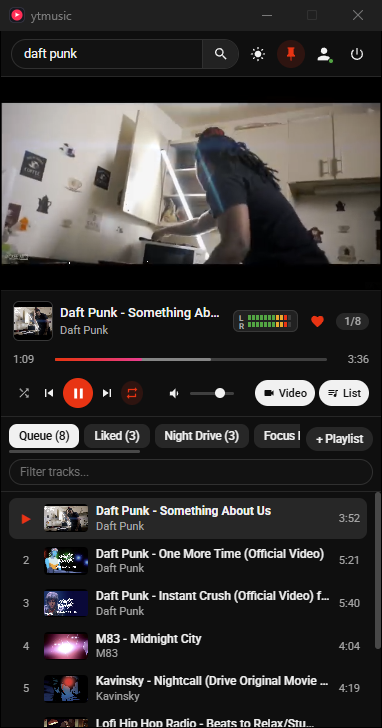 ytmusic
daft punk
Daft Punk - Something Ab...
Daft Punk
L
R
1/8
1:09
3:36
Video
List
Queue (8)
Liked (3)
Night Drive (3)
Focus
+ Playlist
Filter tracks...
Daft Punk - Something About Us
Daft Punk
3:52
2
Daft Punk - One More Time (Official Video)
Daft Punk
5:21
3
Daft Punk - Instant Crush (Official Video) f...
Daft Punk
5:40
4
M83 - Midnight City
M83
4:04
5
Kavinsky - Nightcall (Drive Original Movie ...
Kavinsky
4:19
Lofi Hip Hop Radio - Beats to Relax/Stu...